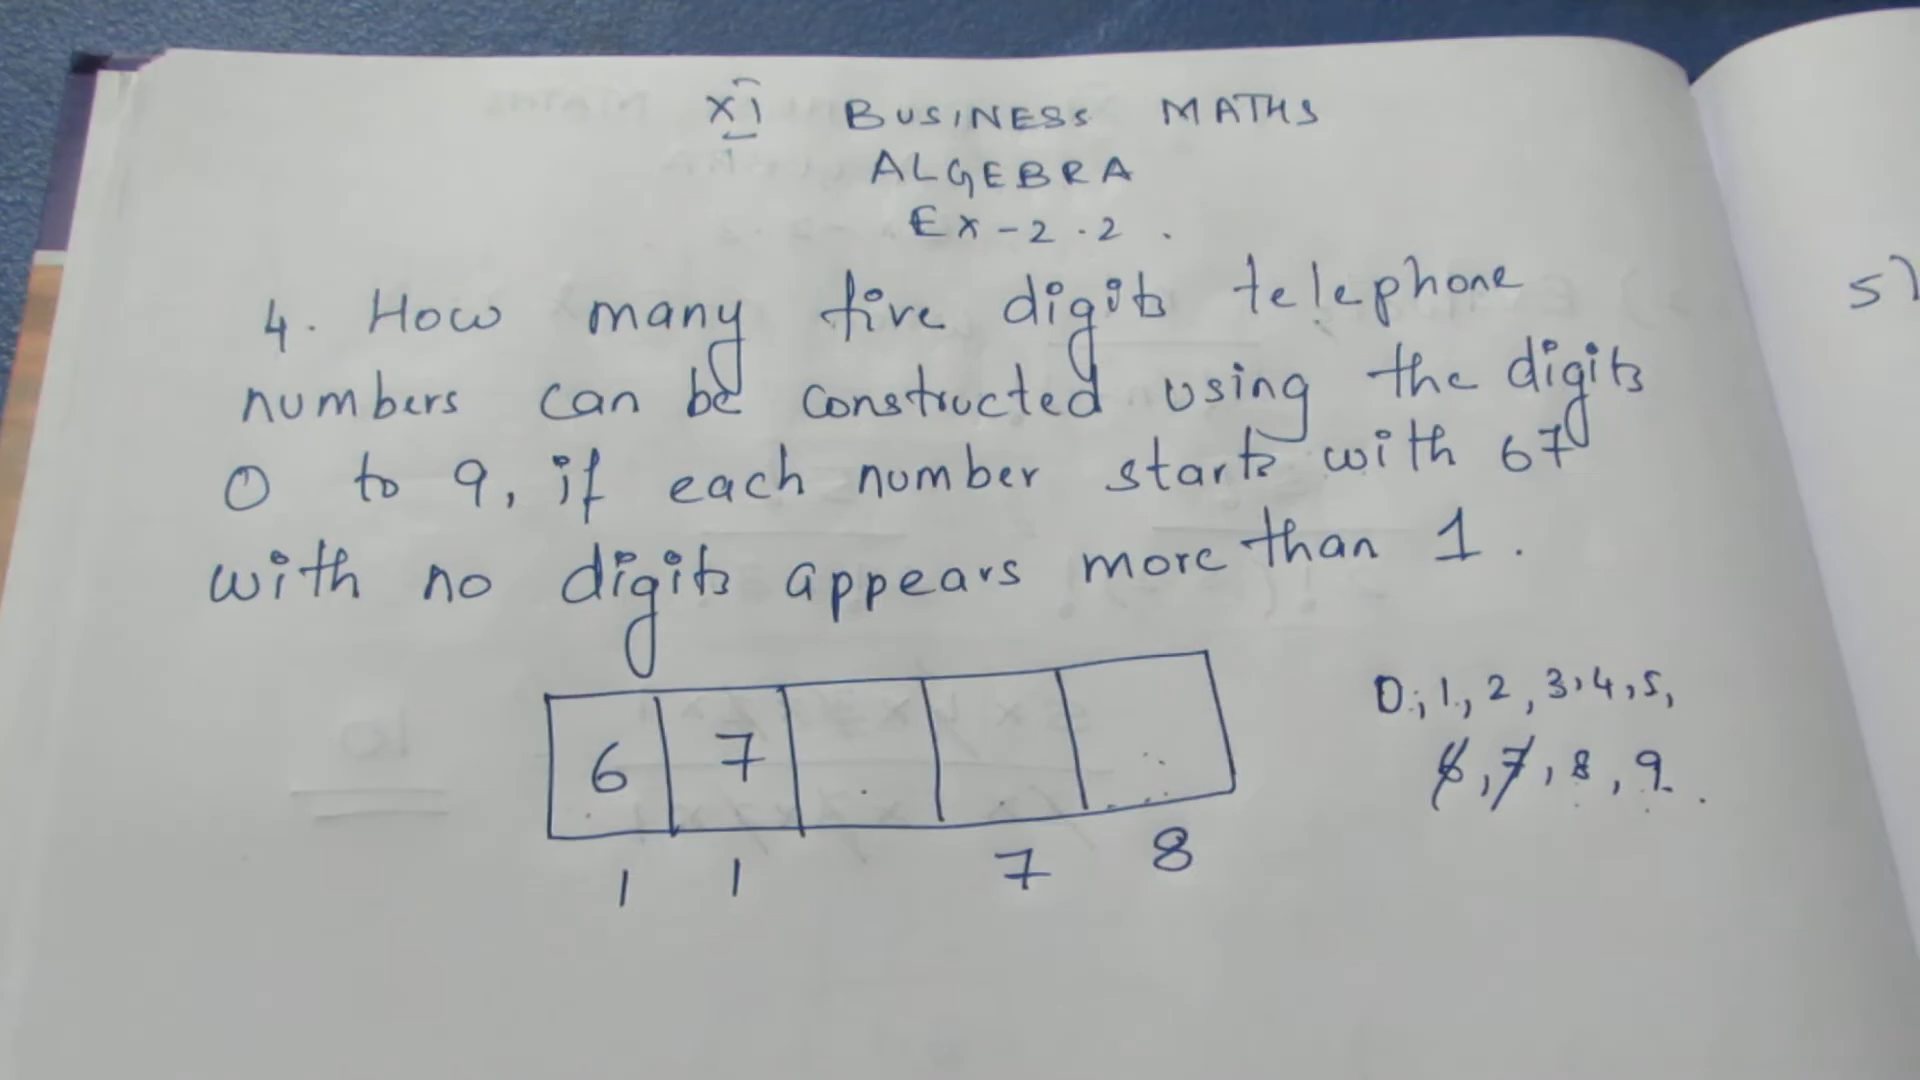 XI BUSINESS MATHS
ALGEBRA
EX-2.2.
4. How many five digits telephone
numbers can be constructed using the digits
0 to 9, if each number starts with 67
with no digits appears more than 1.
5)
0, 1, 2, 3, 4, 5,
6, 7, 8, 9.
6 7
1 1 7 8